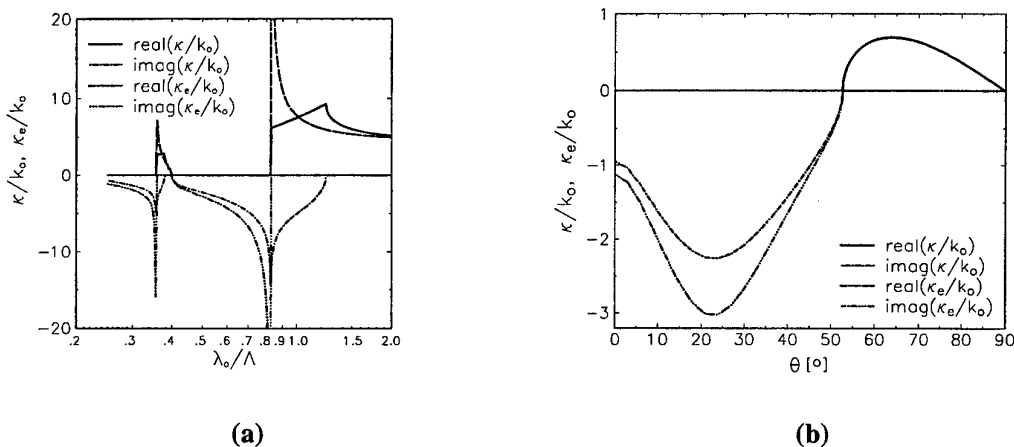 20
real(κ/k₀)
imag(κ/k₀)
real(κₑ/k₀)
imag(κₑ/k₀)
10
0
−10
−20
κ/k₀, κₑ/k₀
.2 .3 .4 .5 .6 .7 .8 .9 1.0 1.5 2.0
λ₀/Λ
(a)
1
0
−1
−2
−3
κ/k₀, κₑ/k₀
real(κ/k₀)
imag(κ/k₀)
real(κₑ/k₀)
imag(κₑ/k₀)
0 10 20 30 40 50 60 70 80 90
θ [°]
(b)